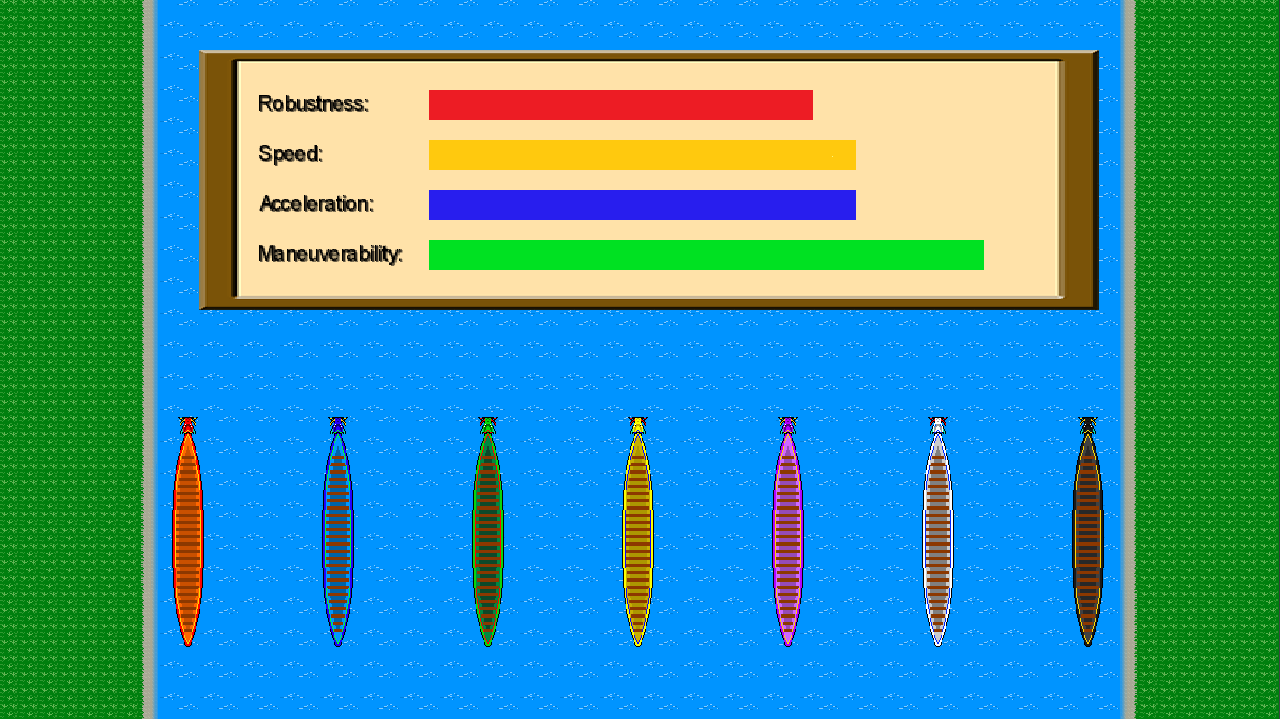 Robustness:
Speed:
Acceleration:
Maneuverability: